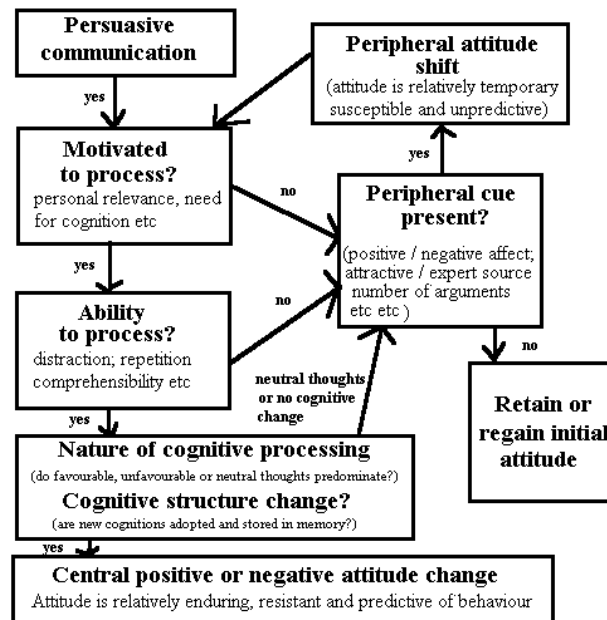 Persuasive
communication
yes
Motivated
to process?
personal relevance, need
for cognition etc
no
yes
Ability
to process?
distraction; repetition
comprehensibility etc
no
yes
neutral thoughts
or no cognitive
change
Nature of cognitive processing
(do favourable, unfavourable or neutral thoughts predominate?)
Cognitive structure change?
(are new cognitions adopted and stored in memory?)
yes
Central positive or negative attitude change
Attitude is relatively enduring, resistant and predictive of behaviour
Peripheral attitude
shift
(attitude is relatively temporary
susceptible and unpredictive)
yes
Peripheral cue
present?
(positive / negative affect;
attractive / expert source
number of arguments
etc etc )
no
Retain or
regain initial
attitude